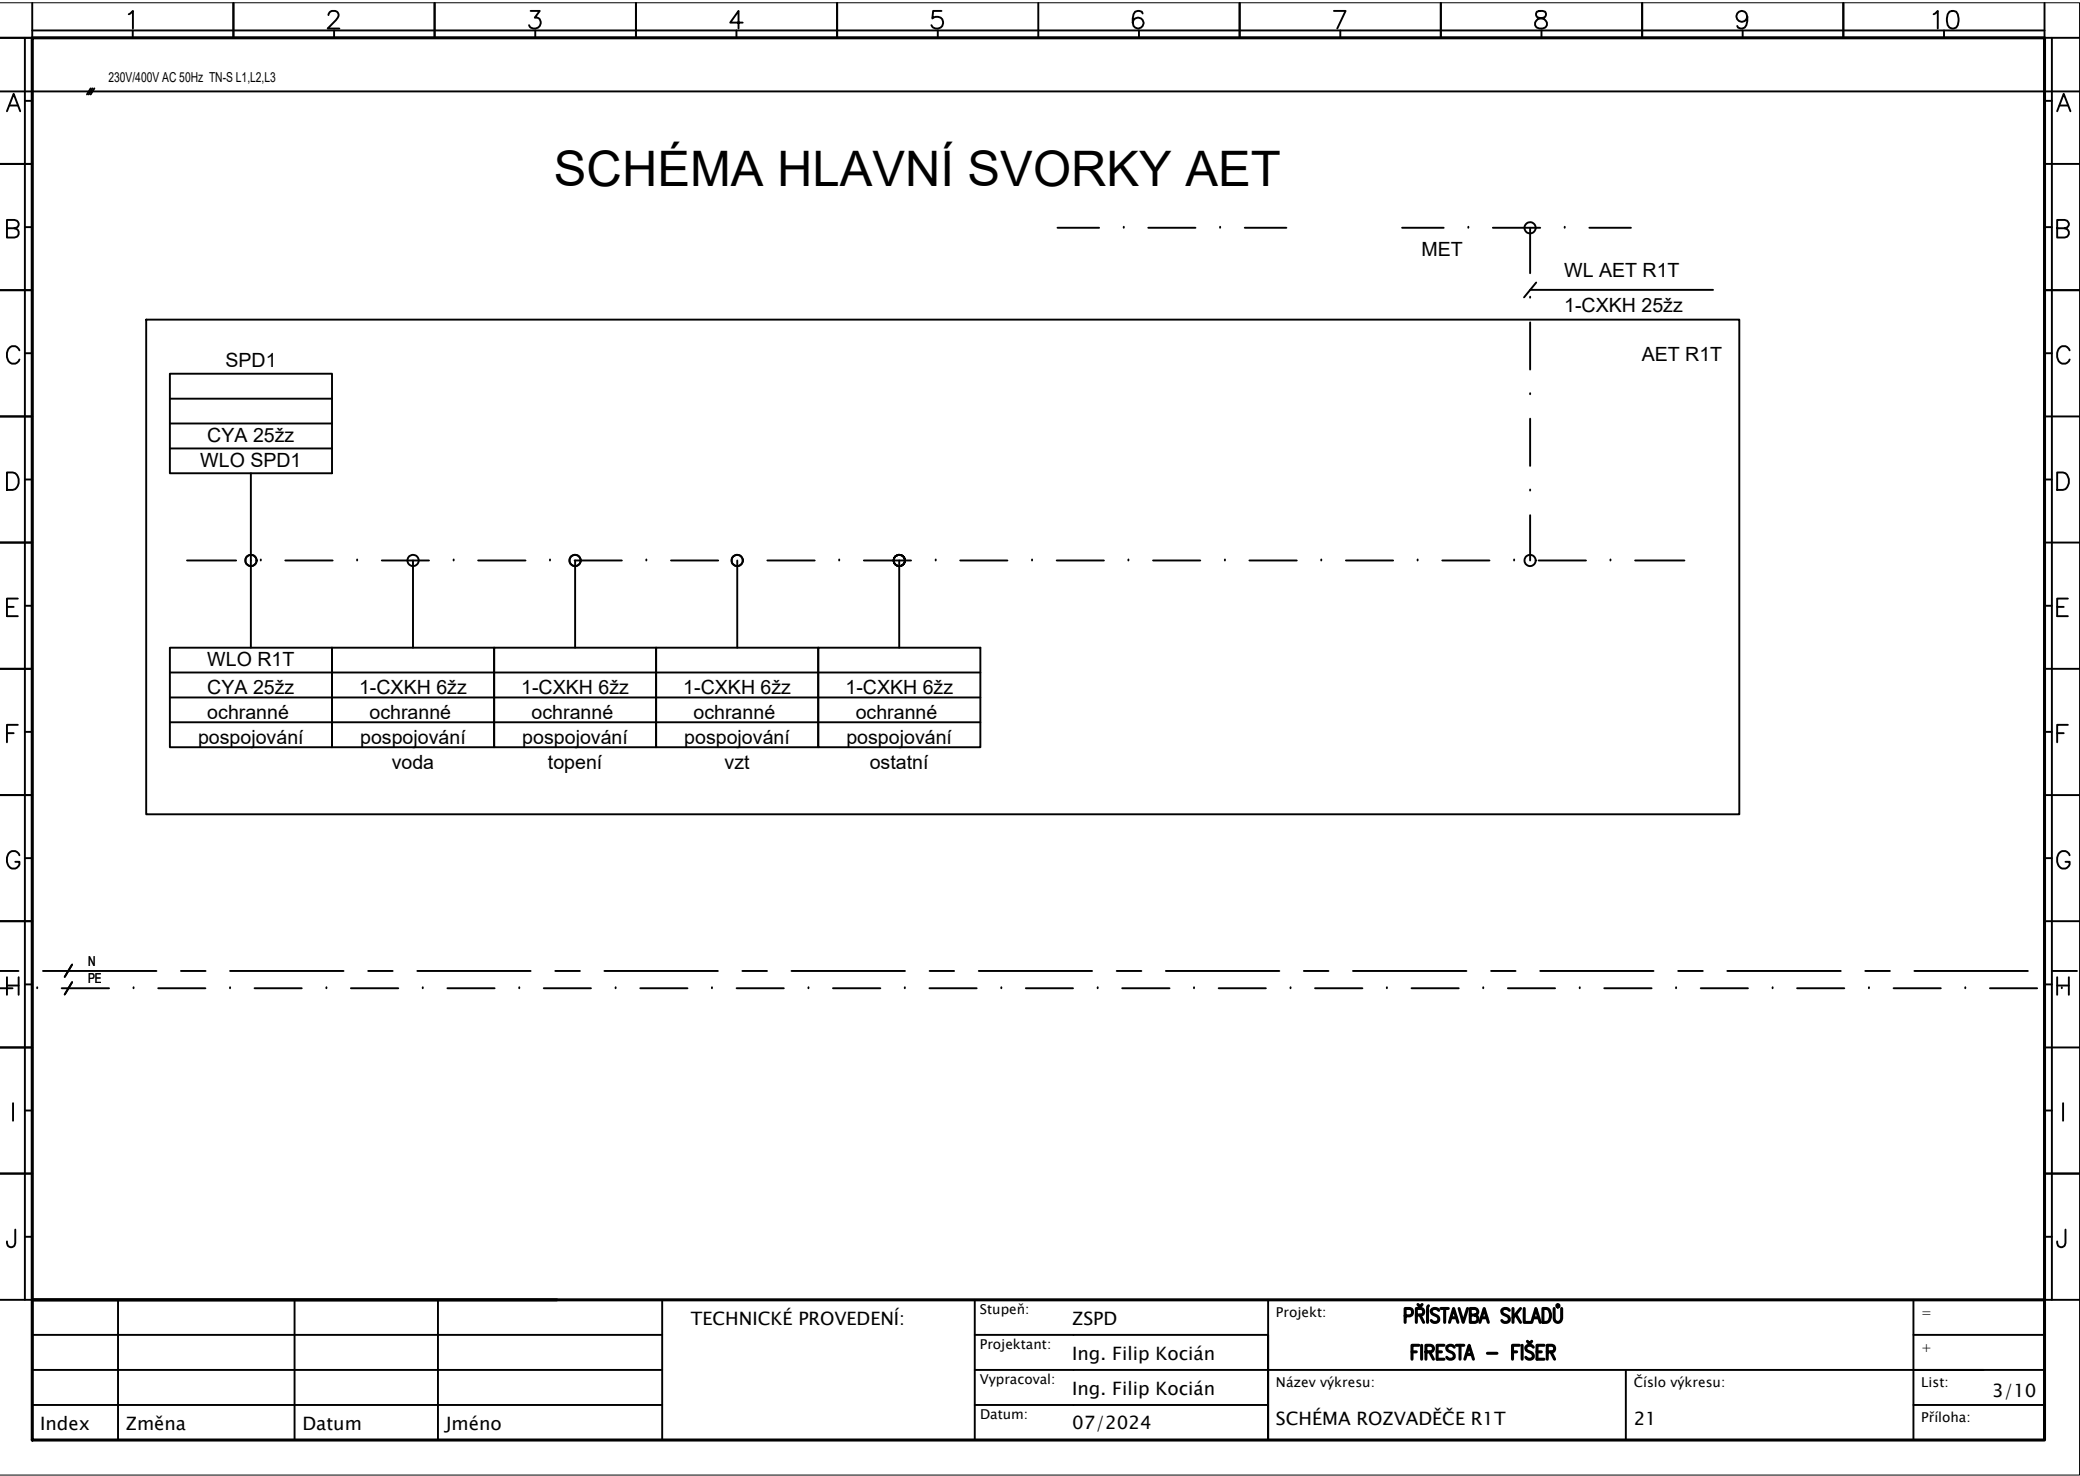 1 2 3 4 5 6 7 8 9 10
230V/400V AC 50Hz TN-S L1,L2,L3
A A
SCHÉMA HLAVNÍ SVORKY AET
B B
MET
WL AET R1T
1-CXKH 25žz
C C
SPD1
AET R1T
CYA 25žz
WLO SPD1
D D
E E
WLO R1T
CYA 25žz 1-CXKH 6žz 1-CXKH 6žz 1-CXKH 6žz 1-CXKH 6žz
ochranné ochranné ochranné ochranné ochranné
F F
pospojování pospojování pospojování pospojování pospojování
voda topení vzt ostatní
G G
N
PE
H H
I I
J J
TECHNICKÉ PROVEDENÍ:
Stupeň: ZSPD
Projektant: Ing. Filip Kocián
Vypracoval: Ing. Filip Kocián
Datum: 07/2024
Projekt: PŘÍSTAVBA SKLADŮ
FIRESTA – FIŠER
Název výkresu:
SCHÉMA ROZVADĚČE R1T
Číslo výkresu:
21
=
+
List: 3/10
Příloha:
Index Změna Datum Jméno